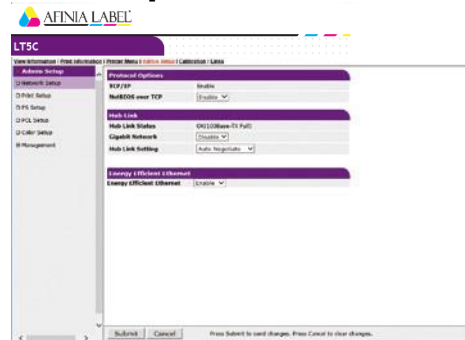 AFINIA LABEL
LT5C
View Information | Print Information | Printer Menu | Admin Setup | Calibration | Links
Admin Setup
Network Setup
Print Setup
PS Setup
PCL Setup
Color Setup
Management
Protocol Options
TCP/IP Enable
NetBIOS over TCP Enable
Hub Link
Hub Link Status OK(100Base-TX Full)
Gigabit Network Disable
Hub Link Setting Auto Negotiate
Energy Efficient Ethernet
Energy Efficient Ethernet Enable
Submit Cancel Press Submit to send changes. Press Cancel to clear changes.